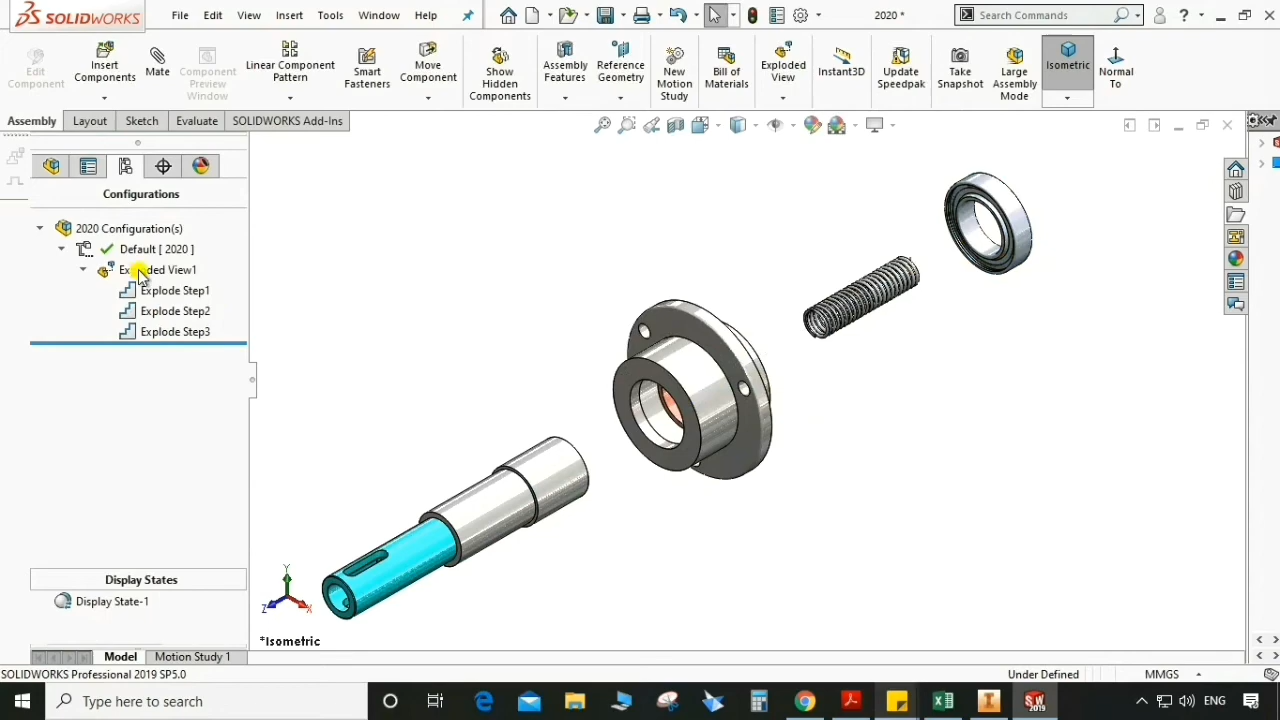 SOLIDWORKS File Edit View Insert Tools Window Help 2020 * Search Commands ?
Edit Component
Insert Components
Mate
Component Preview Window
Linear Component Pattern
Smart Fasteners
Move Component
Show Hidden Components
Assembly Features
Reference Geometry
New Motion Study
Bill of Materials
Exploded View
Instant3D
Update Speedpak
Take Snapshot
Large Assembly Mode
Isometric
Normal To
Assembly Layout Sketch Evaluate SOLIDWORKS Add-Ins
Configurations
2020 Configuration(s)
Default [ 2020 ]
Exploded View1
Explode Step1
Explode Step2
Explode Step3
Display States
Display State-1
Y
Z X
*Isometric
Model Motion Study 1
SOLIDWORKS Professional 2019 SP5.0 Under Defined MMGS
Type here to search SW 2019 ENG